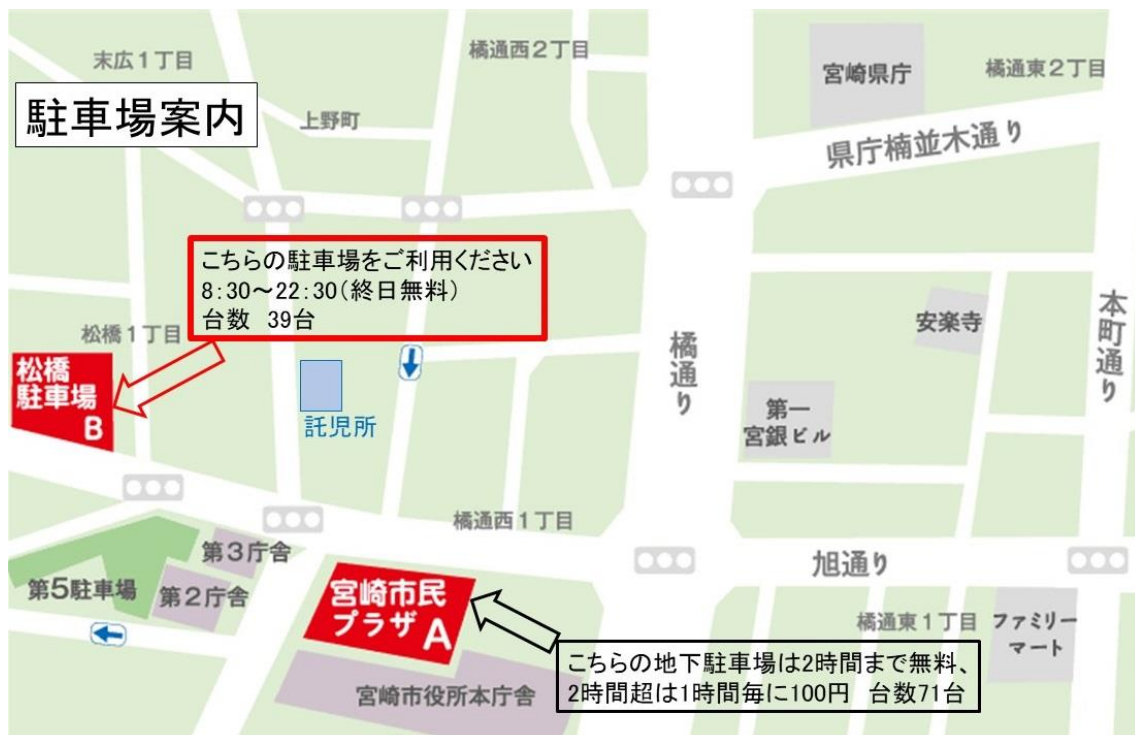 末広1丁目
橘通西2丁目
宮崎県庁
橘通東2丁目
駐車場案内
上野町
県庁楠並木通り
こちらの駐車場をご利用ください
8:30～22:30(終日無料)
台数 39台
松橋1丁目
松橋
駐車場
B
託児所
橘通り
安楽寺
本町通り
第一
宮銀ビル
橘通西1丁目
第3庁舎
第5駐車場
第2庁舎
宮崎市民
プラザ A
旭通り
橘通東1丁目
ファミリー
マート
こちらの地下駐車場は2時間まで無料、
2時間超は1時間毎に100円 台数71台
宮崎市役所本庁舎